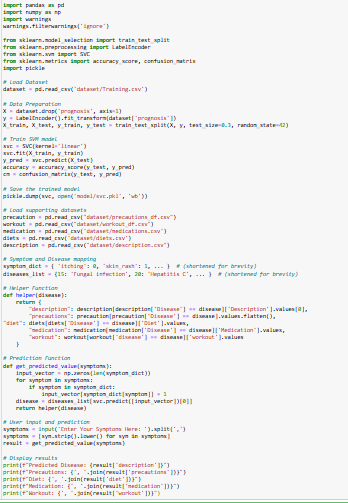 import pandas as pd
import numpy as np
import warnings
warnings.filterwarnings('ignore')
from sklearn.model_selection import train_test_split
from sklearn.preprocessing import LabelEncoder
from sklearn.svm import SVC
from sklearn.metrics import accuracy_score, confusion_matrix
import pickle
# Load Dataset
dataset = pd.read_csv('dataset/Training.csv')
# Data Preparation
X = dataset.drop('prognosis', axis=1)
y = LabelEncoder().fit_transform(dataset['prognosis'])
X_train, X_test, y_train, y_test = train_test_split(X, y, test_size=0.3, random_state=42)
# Train SVM model
svc = SVC(kernel='linear')
svc.fit(X_train, y_train)
y_pred = svc.predict(X_test)
accuracy = accuracy_score(y_test, y_pred)
cm = confusion_matrix(y_test, y_pred)
# Save the trained model
pickle.dump(svc, open('model/svc.pkl', 'wb'))
# Load supporting datasets
precaution = pd.read_csv("dataset/precautions_df.csv")
workout = pd.read_csv("dataset/workout_df.csv")
medication = pd.read_csv("dataset/medications.csv")
diets = pd.read_csv("dataset/diets.csv")
description = pd.read_csv("dataset/description.csv")
# Symptom and Disease mapping
symptom_dict = { 'itching': 0, 'skin_rash': 1, ... } # (shortened for brevity)
diseases_list = {15: 'Fungal infection', 20: 'Hepatitis C', ... } # (shortened for brevity)
# Helper Function
def helper(disease):
return {
"description": description[description['Disease'] == disease]['Description'].values[0],
"precautions": precaution[precaution['Disease'] == disease].values.flatten(),
"diet": diets[diets['Disease'] == disease]['Diet'].values,
"medication": medication[medication['Disease'] == disease]['Medication'].values,
"workout": workout[workout['disease'] == disease]['workout'].values
}
# Prediction Function
def get_predicted_value(symptoms):
input_vector = np.zeros(len(symptom_dict))
for symptom in symptoms:
if symptom in symptom_dict:
input_vector[symptom_dict[symptom]] = 1
disease = diseases_list[svc.predict([input_vector])[0]]
return helper(disease)
# User input and prediction
symptoms = input('Enter Your Symptoms Here: ').split(',')
symptoms = [sym.strip().lower() for sym in symptoms]
result = get_predicted_value(symptoms)
# Display results
print(f"Predicted Disease: {result['description']}")
print(f"Precautions: {', '.join(result['precautions'])}")
print(f"Diet: {', '.join(result['diet'])}")
print(f"Medication: {', '.join(result['medication'])}")
print(f"Workout: {', '.join(result['workout'])}")